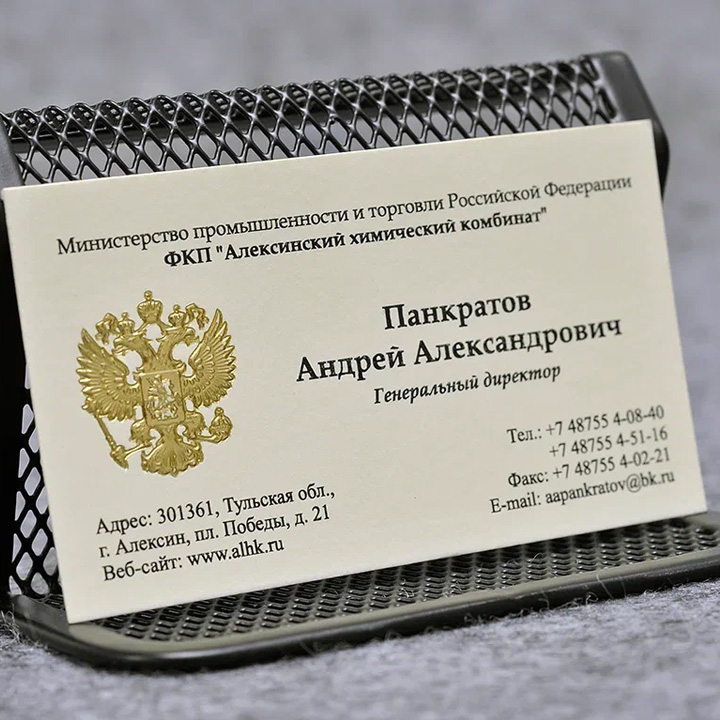 Министерство промышленности и торговли Российской Федерации
ФКП "Алексинский химический комбинат"
Панкратов
Андрей Александрович
Генеральный директор
Тел.: +7 48755 4-08-40
+7 48755 4-51-16
Факс: +7 48755 4-02-21
E-mail: aapankratov@bk.ru
Адрес: 301361, Тульская обл.,
г. Алексин, пл. Победы, д. 21
Веб-сайт: www.alhk.ru